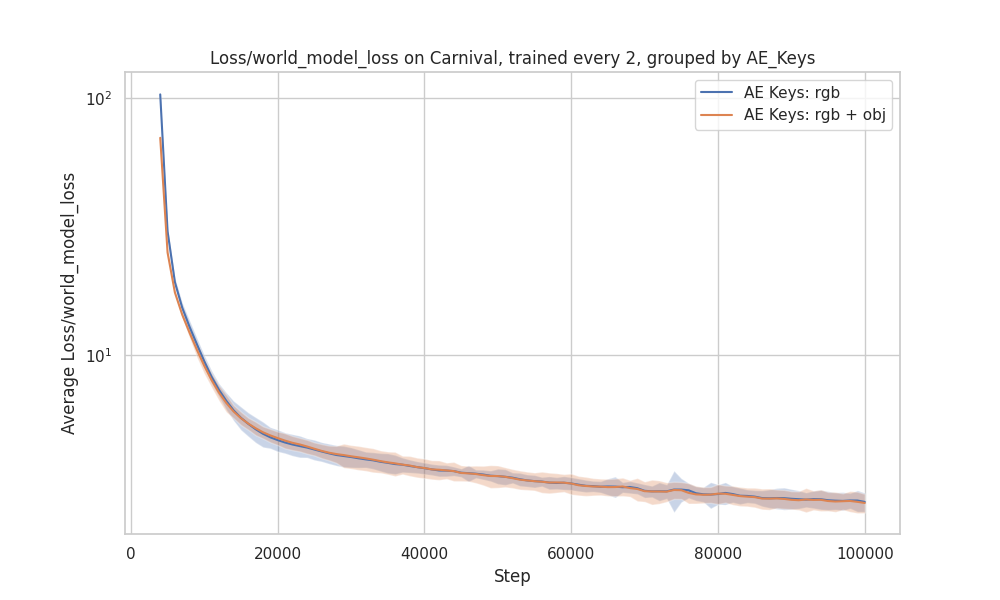 Loss/world_model_loss on Carnival, trained every 2, grouped by AE_Keys
AE Keys: rgb
AE Keys: rgb + obj
Average Loss/world_model_loss
10²
10¹
0
20000
40000
60000
80000
100000
Step